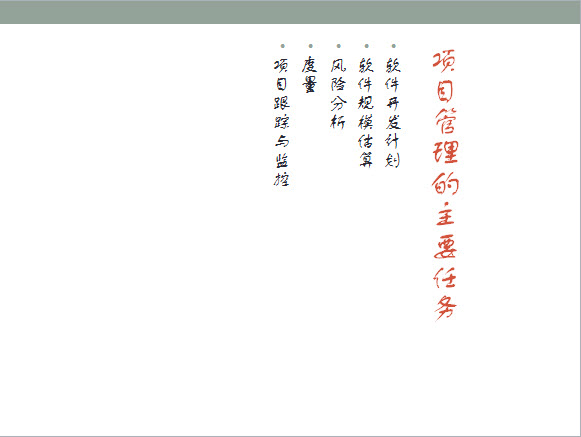 项目管理的主要任务
• 软件开发计划
• 软件规模估算
• 风险分析
• 度量
• 项目跟踪与监控